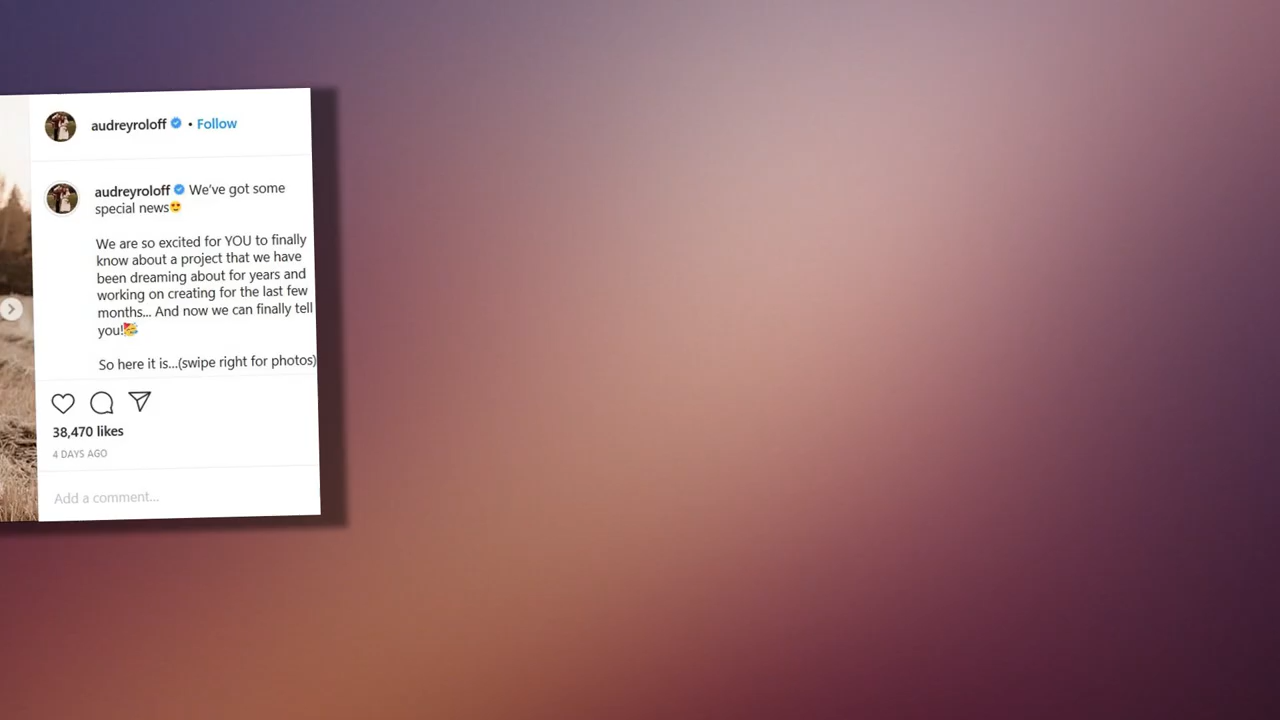 audreyroloff • Follow
audreyroloff We've got some
special news😍
We are so excited for YOU to finally
know about a project that we have
been dreaming about for years and
working on creating for the last few
months... And now we can finally tell
you!🥳
So here it is...(swipe right for photos)
38,470 likes
4 DAYS AGO
Add a comment...